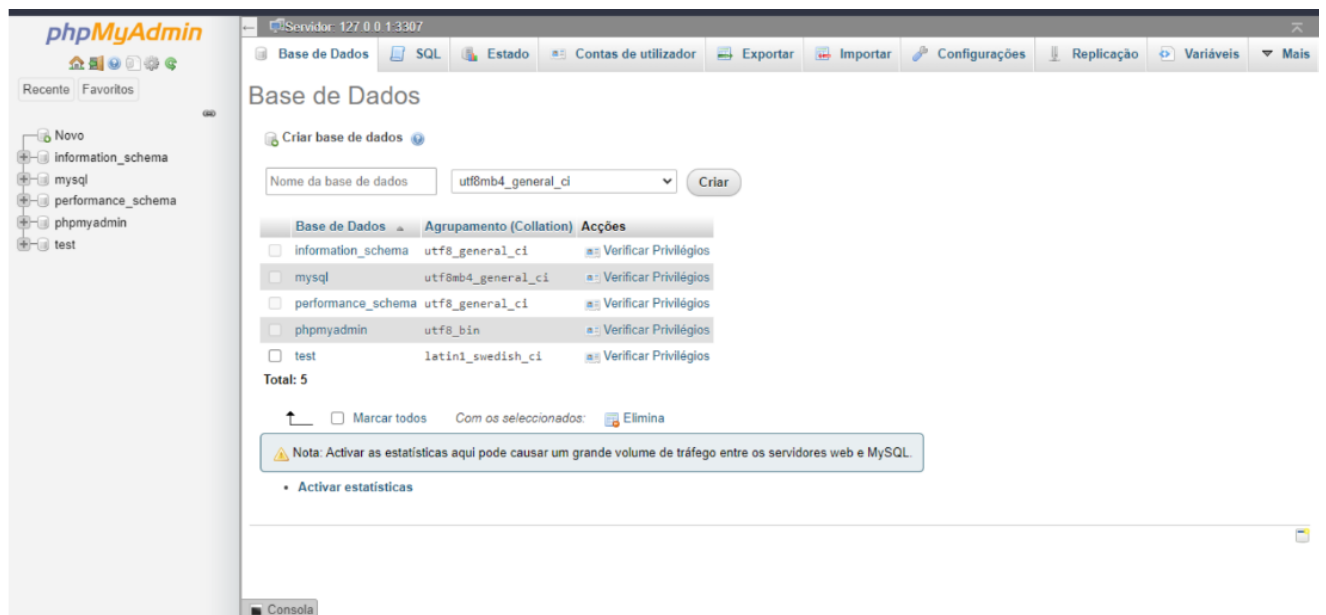 phpMyAdmin
Recente Favoritos
Novo
information_schema
mysql
performance_schema
phpmyadmin
test
Servidor: 127.0.0.1:3307
Base de Dados SQL Estado Contas de utilizador Exportar Importar Configurações Replicação Variáveis Mais
Base de Dados
Criar base de dados
Nome da base de dados utf8mb4_general_ci Criar
Base de Dados Agrupamento (Collation) Acções
information_schema utf8_general_ci Verificar Privilégios
mysql utf8mb4_general_ci Verificar Privilégios
performance_schema utf8_general_ci Verificar Privilégios
phpmyadmin utf8_bin Verificar Privilégios
test latin1_swedish_ci Verificar Privilégios
Total: 5
Marcar todos Com os seleccionados: Elimina
Nota: Activar as estatísticas aqui pode causar um grande volume de tráfego entre os servidores web e MySQL.
• Activar estatísticas
Consola